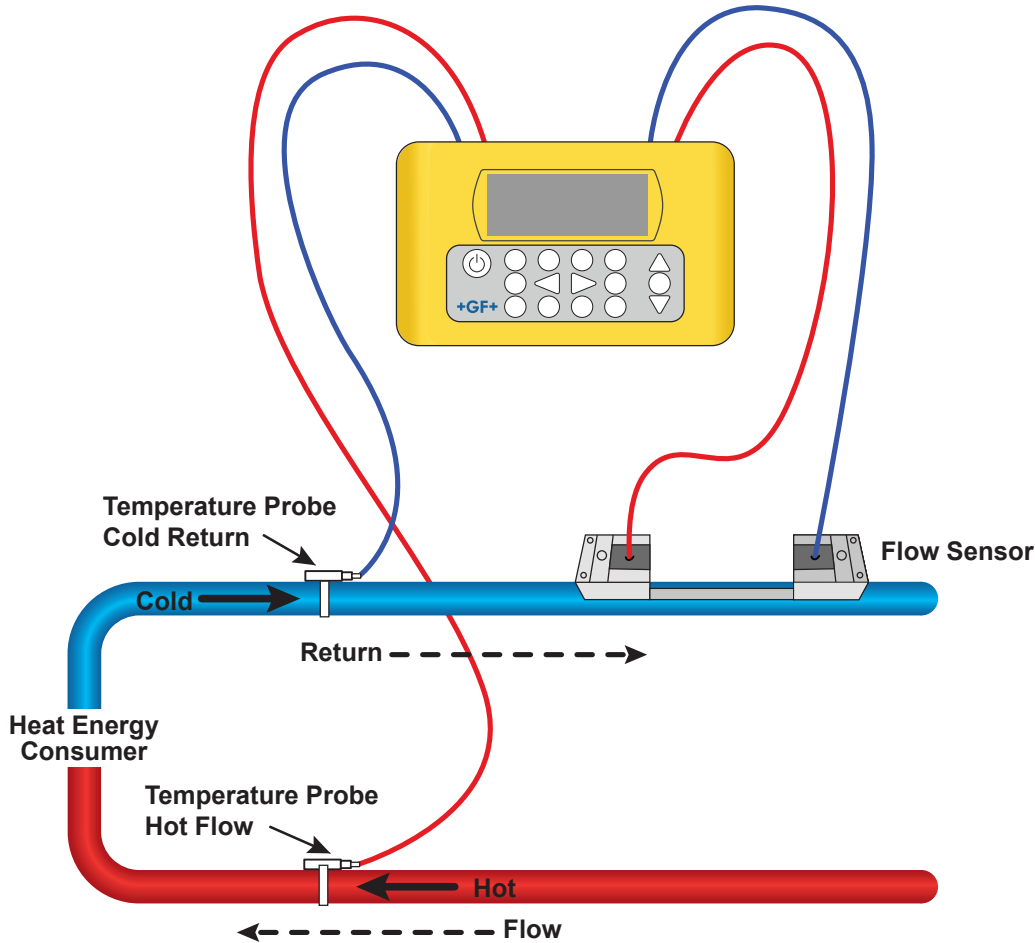 +GF+
Temperature Probe
Cold Return
Flow Sensor
Cold
Return
Heat Energy
Consumer
Temperature Probe
Hot Flow
Hot
Flow